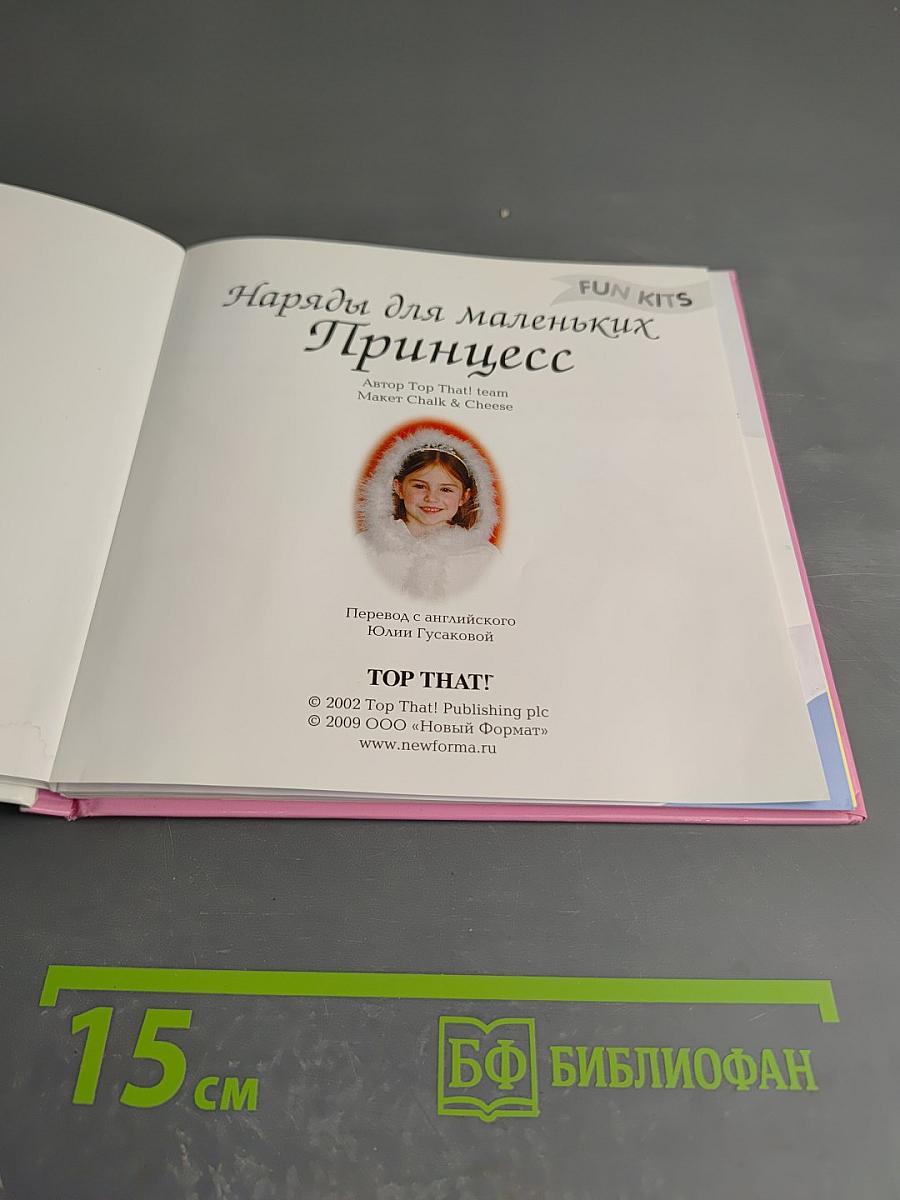 FUN KITS
Наряды для маленьких
Принцесс
Автор Top That! team
Макет Chalk & Cheese
Перевод с английского
Юлии Гусаковой
TOP THAT!
© 2002 Top That! Publishing plc
© 2009 ООО «Новый Формат»
www.newforma.ru
15 см
БФ БИБЛИОФАН